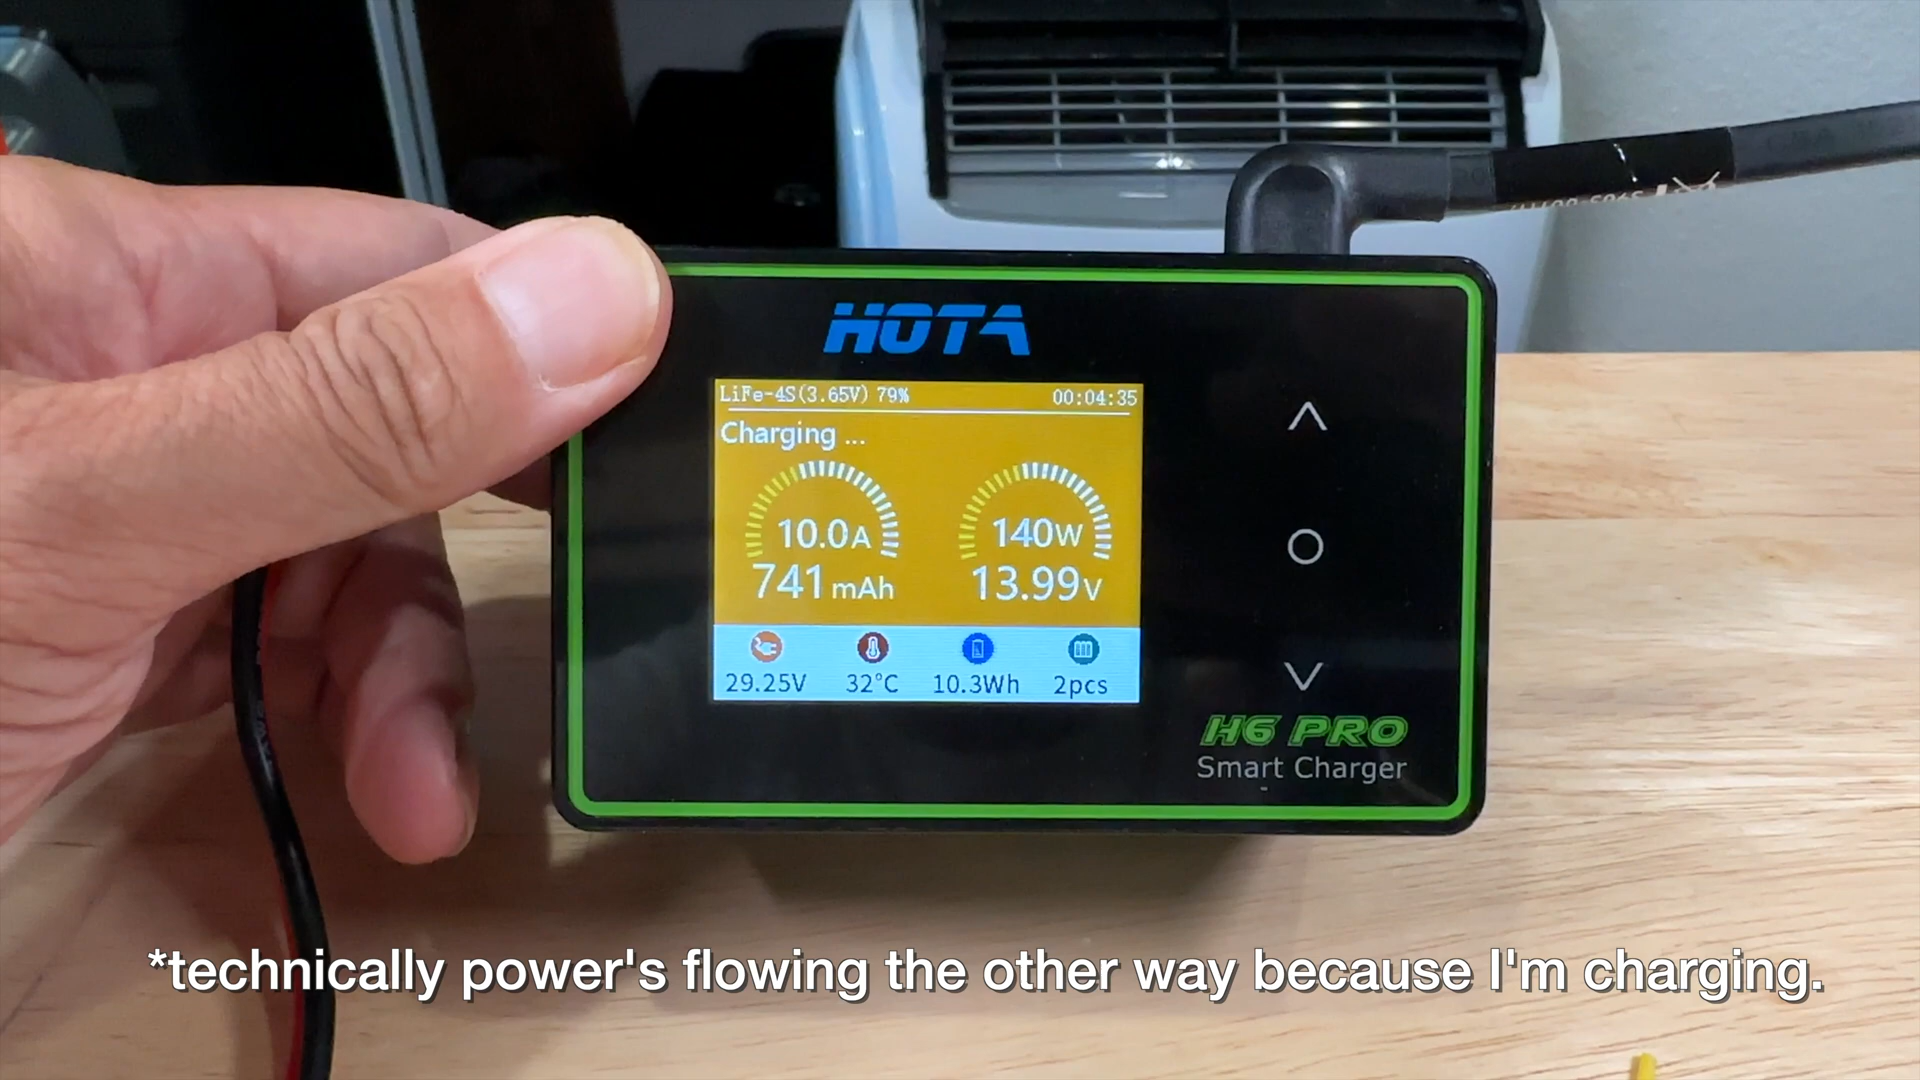 HOTA
LiFe-4S(3.65V) 79% 00:04:35
Charging ...
10.0A 140W
741 mAh 13.99V
29.25V 32°C 10.3Wh 2pcs
H6 PRO
Smart Charger
*technically power's flowing the other way because I'm charging.